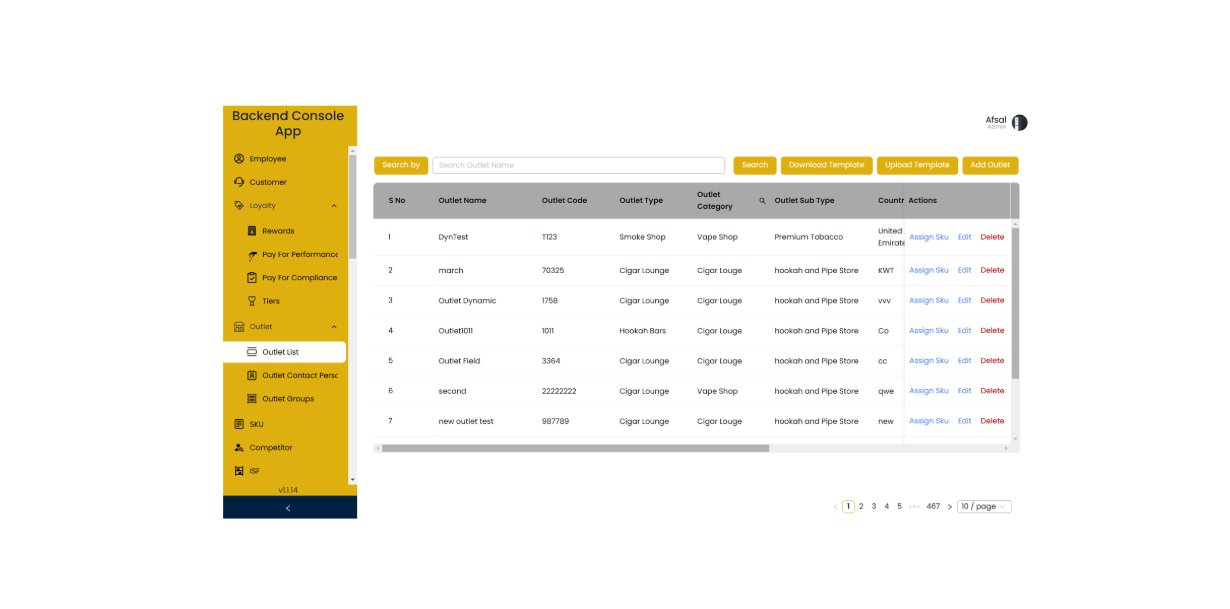 Backend Console
App
Employee
Customer
Loyalty
Rewards
Pay For Performance
Pay For Compliance
Tiers
Outlet
Outlet List
Outlet Contact Persc
Outlet Groups
SKU
Competitor
ISF
v1.1.14
Afsal
Admin
Search by Search Outlet Name Search Download Template Upload Template Add Outlet
S No Outlet Name Outlet Code Outlet Type Outlet Category Outlet Sub Type Countr Actions
1 DynTest 1123 Smoke Shop Vape Shop Premium Tobacco United Emirate Assign Sku Edit Delete
2 march 70325 Cigar Lounge Cigar Louge hookah and Pipe Store KWT Assign Sku Edit Delete
3 Outlet Dynamic 1758 Cigar Lounge Cigar Louge hookah and Pipe Store vvv Assign Sku Edit Delete
4 Outlet1011 1011 Hookah Bars Cigar Louge hookah and Pipe Store Co Assign Sku Edit Delete
5 Outlet Field 3364 Cigar Lounge Cigar Louge hookah and Pipe Store cc Assign Sku Edit Delete
6 second 22222222 Cigar Lounge Vape Shop hookah and Pipe Store qwe Assign Sku Edit Delete
7 new outlet test 987789 Cigar Lounge Cigar Louge hookah and Pipe Store new Assign Sku Edit Delete
< 1 2 3 4 5 ••• 467 > 10 / page